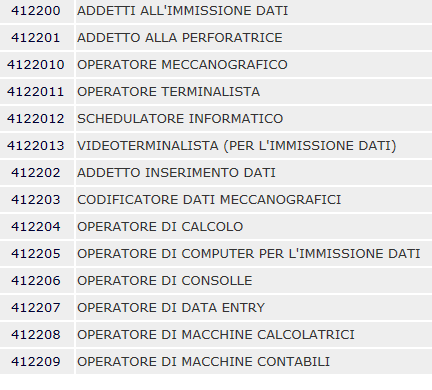 412200 ADDETTI ALL'IMMISSIONE DATI
412201 ADDETTO ALLA PERFORATRICE
4122010 OPERATORE MECCANOGRAFICO
4122011 OPERATORE TERMINALISTA
4122012 SCHEDULATORE INFORMATICO
4122013 VIDEOTERMINALISTA (PER L'IMMISSIONE DATI)
412202 ADDETTO INSERIMENTO DATI
412203 CODIFICATORE DATI MECCANOGRAFICI
412204 OPERATORE DI CALCOLO
412205 OPERATORE DI COMPUTER PER L'IMMISSIONE DATI
412206 OPERATORE DI CONSOLLE
412207 OPERATORE DI DATA ENTRY
412208 OPERATORE DI MACCHINE CALCOLATRICI
412209 OPERATORE DI MACCHINE CONTABILI